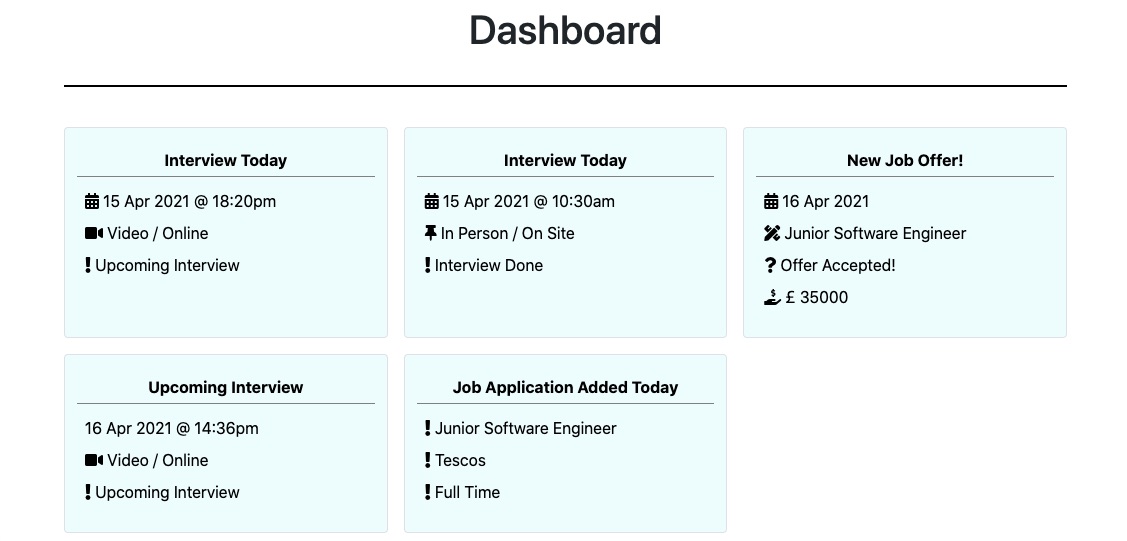 Dashboard
Interview Today
15 Apr 2021 @ 18:20pm
Video / Online
Upcoming Interview
Interview Today
15 Apr 2021 @ 10:30am
In Person / On Site
Interview Done
New Job Offer!
16 Apr 2021
Junior Software Engineer
Offer Accepted!
£ 35000
Upcoming Interview
16 Apr 2021 @ 14:36pm
Video / Online
Upcoming Interview
Job Application Added Today
Junior Software Engineer
Tescos
Full Time